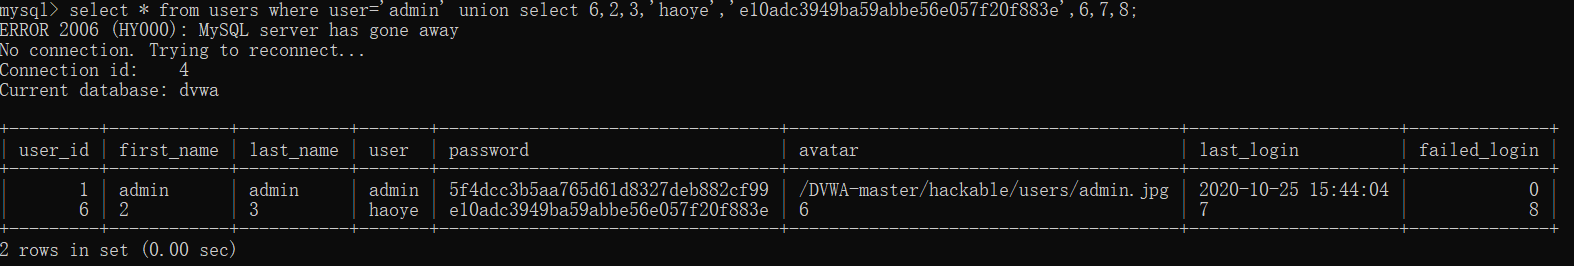 mysql> select * from users where user='admin' union select 6,2,3,'haoye','e10adc3949ba59abbe56e057f20f883e',6,7,8;
ERROR 2006 (HY000): MySQL server has gone away
No connection. Trying to reconnect...
Connection id:    4
Current database: dvwa
+---------+------------+-----------+-------+----------------------------------+--------------------------------------+---------------------+--------------+
| user_id | first_name | last_name | user  | password                         | avatar                               | last_login          | failed_login |
+---------+------------+-----------+-------+----------------------------------+--------------------------------------+---------------------+--------------+
|       1 | admin      | admin     | admin | 5f4dcc3b5aa765d61d8327deb882cf99 | /DVWA-master/hackable/users/admin.jpg | 2020-10-25 15:44:04 |            0 |
|       6 | 2          | 3         | haoye | e10adc3949ba59abbe56e057f20f883e | 6                                    | 7                   |            8 |
+---------+------------+-----------+-------+----------------------------------+--------------------------------------+---------------------+--------------+
2 rows in set (0.00 sec)